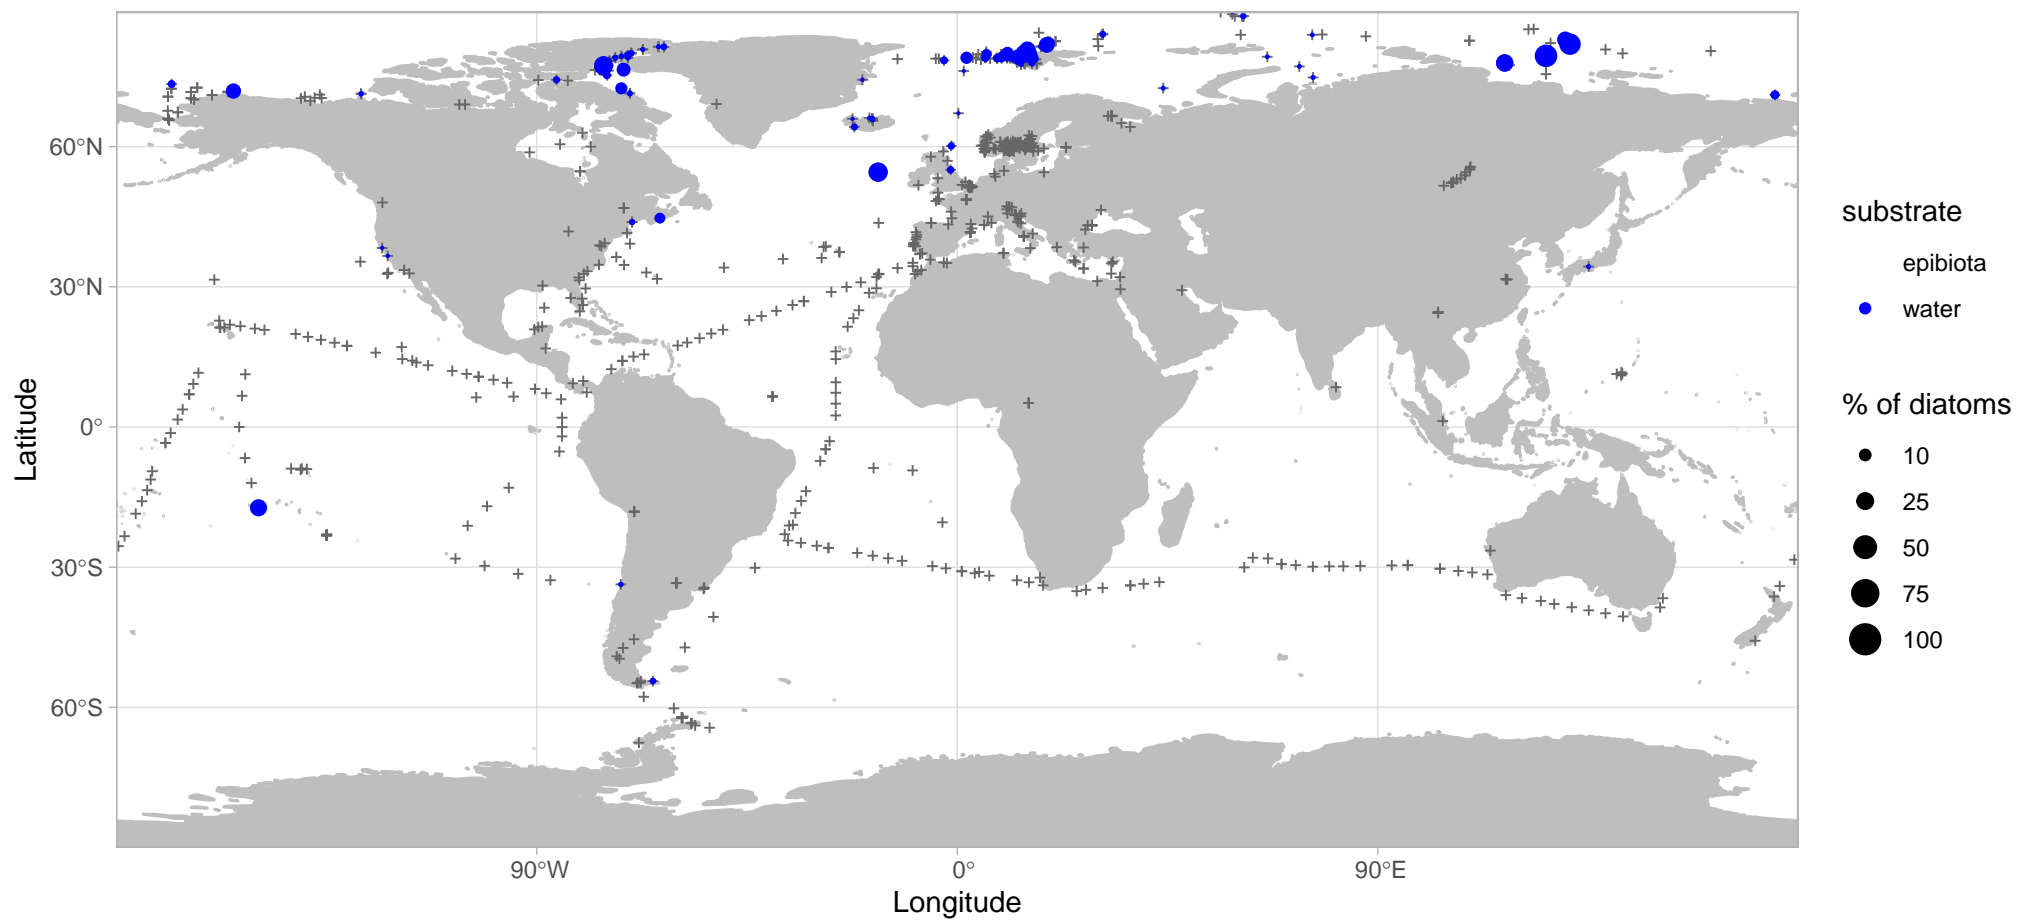 60°N
30°N
0°
30°S
60°S
Latitude
90°W
0°
90°E
Longitude
substrate
epibiota
water
% of diatoms
10
25
50
75
100